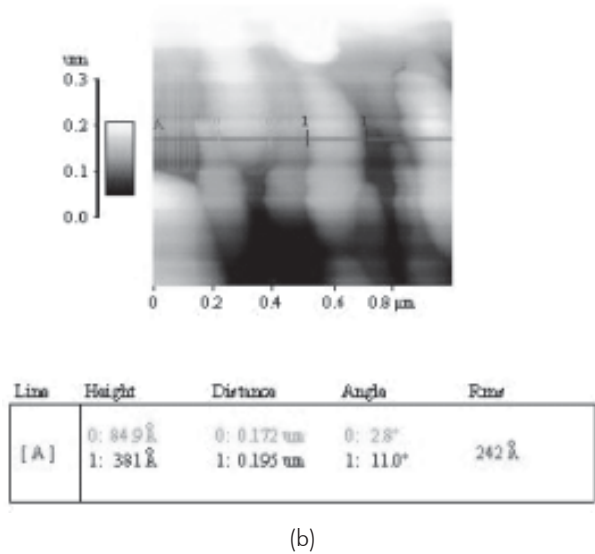 um
0.3
0.2
0.1
0.0
A
1 1
0 0.2 0.4 0.6 0.8 µm
Line Height Distance Angle Rms
[A] 0: 84.9 Å 0: 0.172 um 0: 2.8° 242 Å
1: 381 Å 1: 0.195 um 1: 11.0°
(b)